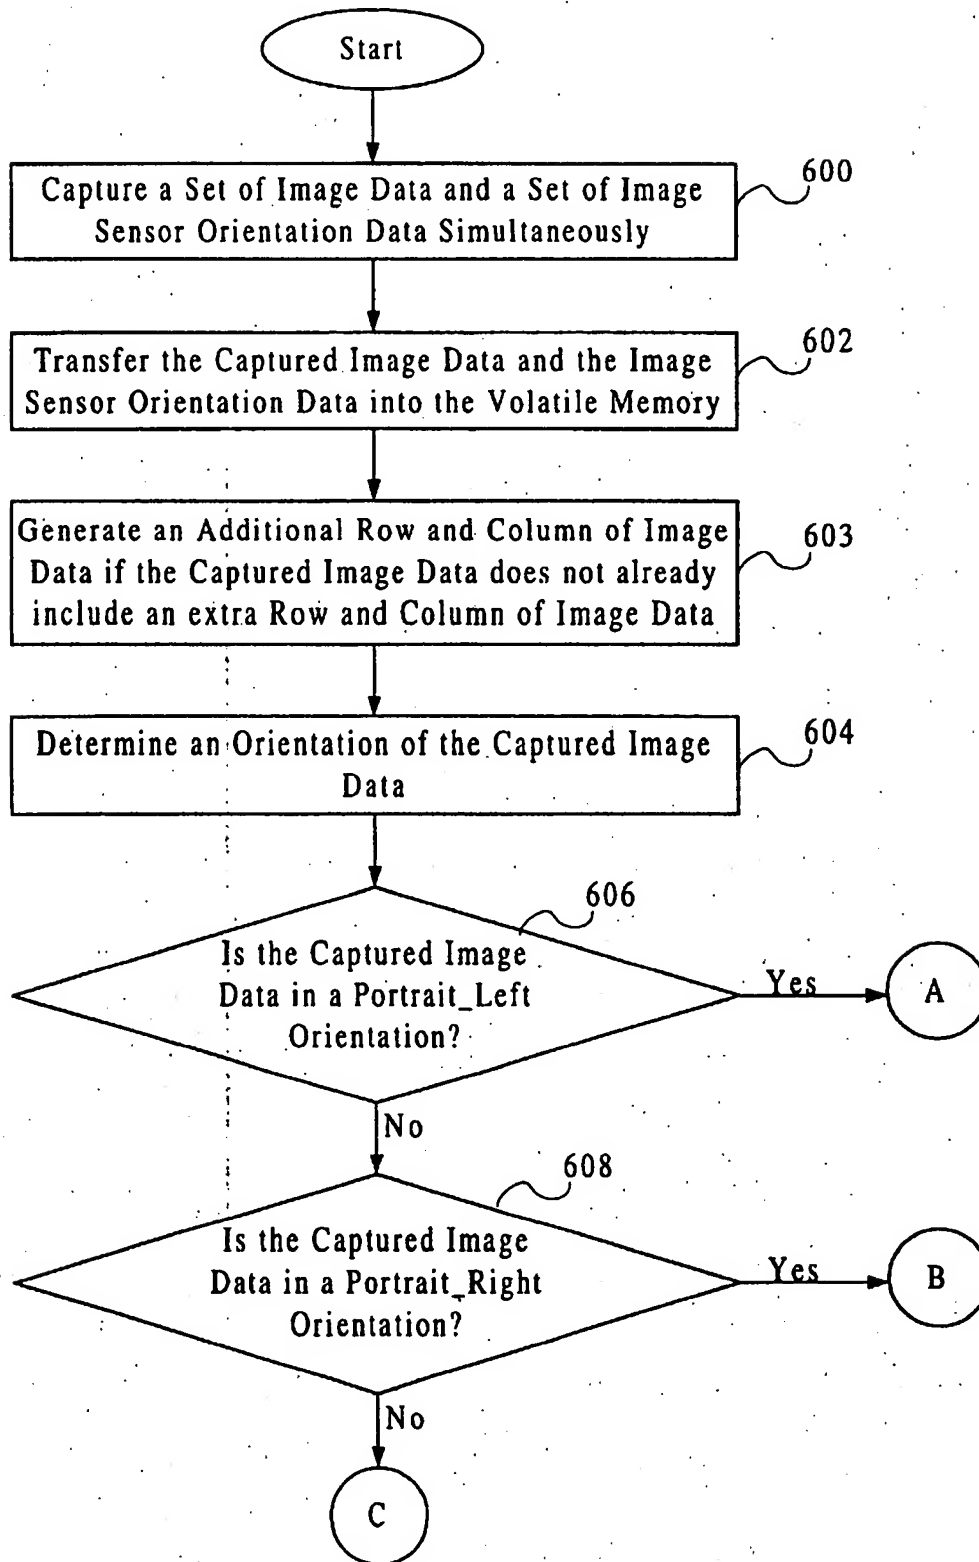 Start
Capture a Set of Image Data and a Set of Image
Sensor Orientation Data Simultaneously
600
Transfer the Captured Image Data and the Image
Sensor Orientation Data into the Volatile Memory
602
Generate an Additional Row and Column of Image
Data if the Captured Image Data does not already
include an extra Row and Column of Image Data
603
Determine an Orientation of the Captured Image
Data
604
606
Is the Captured Image
Data in a Portrait_Left
Orientation?
Yes
A
No
608
Is the Captured Image
Data in a Portrait_Right
Orientation?
Yes
B
No
C